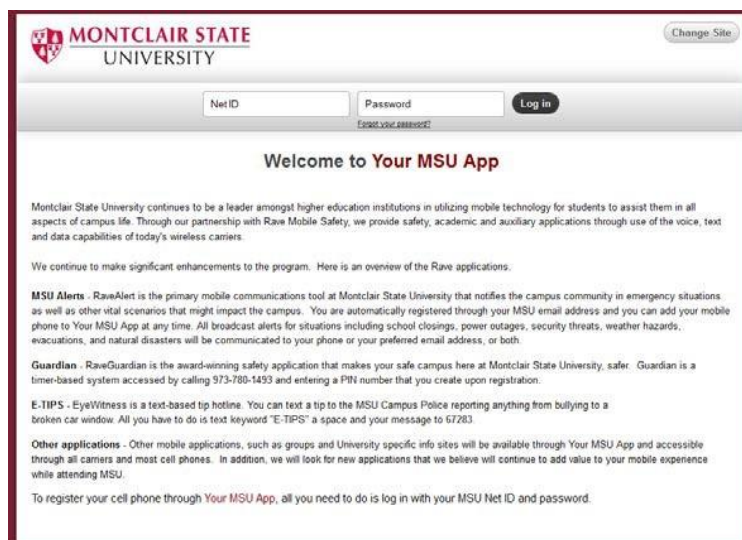 MONTCLAIR STATE
UNIVERSITY
Change Site
Net ID
Password
Log in
Forgot your password?
Welcome to Your MSU App
Montclair State University continues to be a leader amongst higher education institutions in utilizing mobile technology for students to assist them in all
aspects of campus life. Through our partnership with Rave Mobile Safety, we provide safety, academic and auxiliary applications through use of the voice, text
and data capabilities of today's wireless carriers.
We continue to make significant enhancements to the program. Here is an overview of the Rave applications.
MSU Alerts - RaveAlert is the primary mobile communications tool at Montclair State University that notifies the campus community in emergency situations
as well as other vital scenarios that might impact the campus. You are automatically registered through your MSU email address and you can add your mobile
phone to Your MSU App at any time. All broadcast alerts for situations including school closings, power outages, security threats, weather hazards,
evacuations, and natural disasters will be communicated to your phone or your preferred email address, or both.
Guardian - RaveGuardian is the award-winning safety application that makes your safe campus here at Montclair State University, safer. Guardian is a
timer-based system accessed by calling 973-780-1493 and entering a PIN number that you create upon registration.
E-TIPS - EyeWitness is a text-based tip hotline. You can text a tip to the MSU Campus Police reporting anything from bullying to a
broken car window. All you have to do is text keyword "E-TIPS" a space and your message to 67283.
Other applications - Other mobile applications, such as groups and University specific info sites will be available through Your MSU App and accessible
through all carriers and most cell phones. In addition, we will look for new applications that we believe will continue to add value to your mobile experience
while attending MSU.
To register your cell phone through Your MSU App, all you need to do is log in with your MSU Net ID and password.